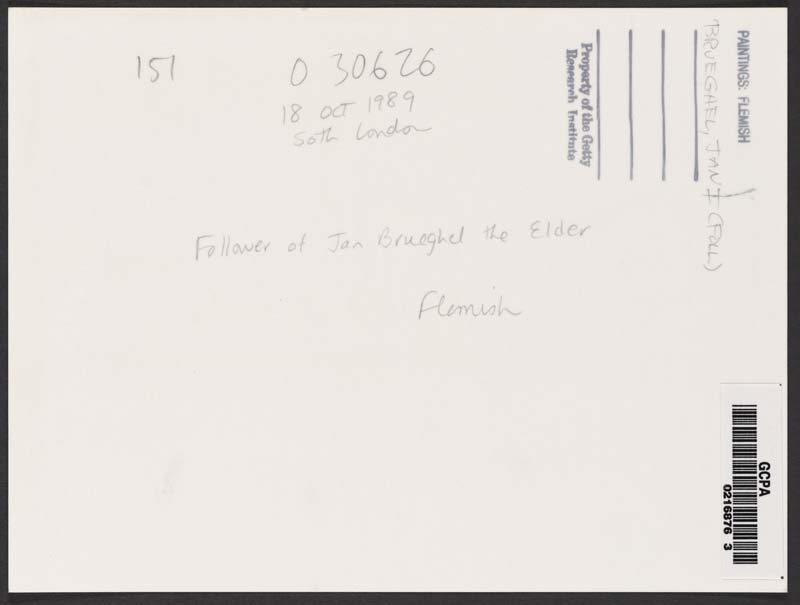 151
O 30626
18 OCT 1989
Soth London
Follower of Jan Brueghel the Elder
Flemish
PAINTINGS: FLEMISH
BRUEGHEL, JAN I (FOLL)
Property of the Getty
Research Institute
GCPA
0216876 3